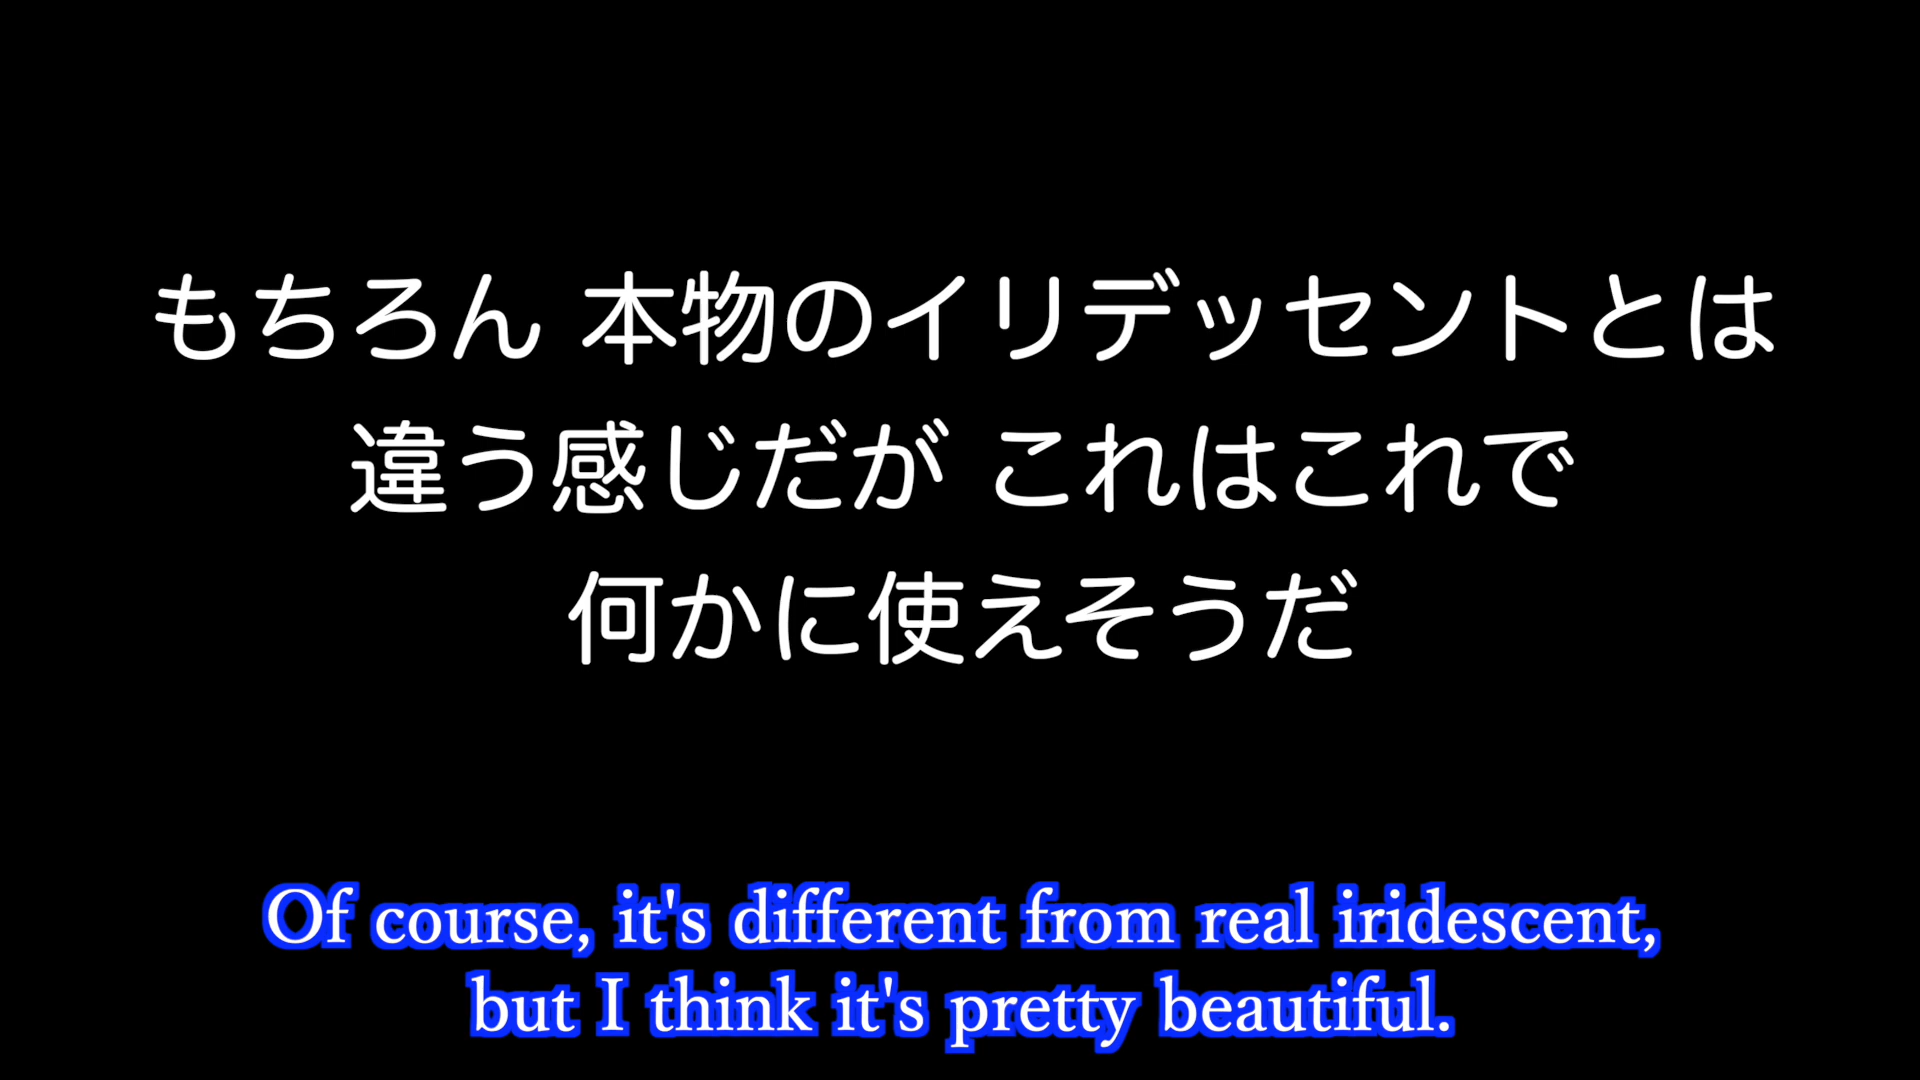 もちろん 本物のイリデッセントとは
違う感じだが これはこれで
何かに使えそうだ
Of course, it's different from real iridescent,
but I think it's pretty beautiful.